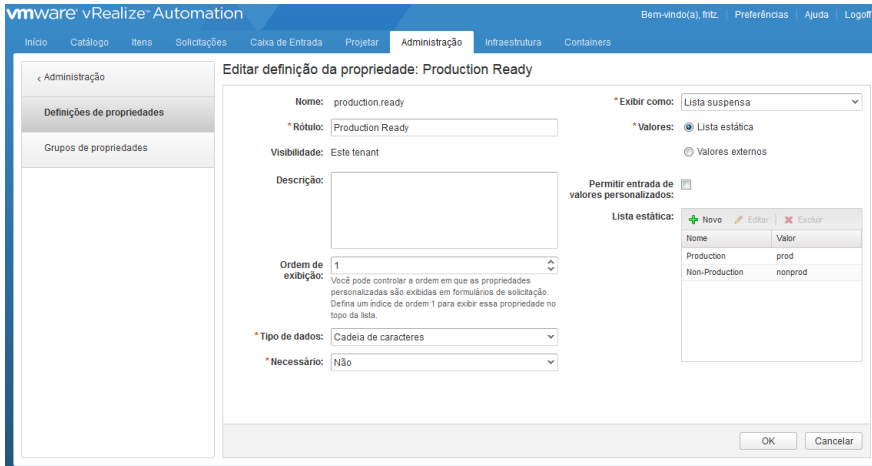 vmware vRealize Automation
Bem-vindo(a), fritz. Preferências Ajuda Logoff
Início Catálogo Itens Solicitações Caixa de Entrada Projetar Administração Infraestrutura Containers
‹ Administração
Definições de propriedades
Grupos de propriedades
Editar definição da propriedade: Production Ready
Nome: production.ready
*Rótulo: Production Ready
Visibilidade: Este tenant
Descrição:
Ordem de exibição: 1
Você pode controlar a ordem em que as propriedades
personalizadas são exibidas em formulários de solicitação.
Defina um índice de ordem 1 para exibir essa propriedade no
topo da lista.
*Tipo de dados: Cadeia de caracteres
*Necessário: Não
*Exibir como: Lista suspensa
*Valores: Lista estática
Valores externos
Permitir entrada de
valores personalizados:
Lista estática: Novo Editar Excluir
Nome Valor
Production prod
Non-Production nonprod
OK Cancelar